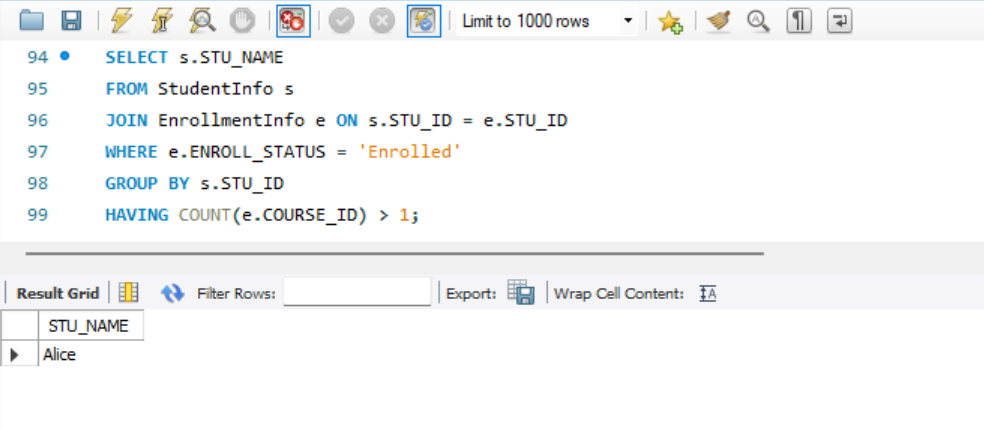 Limit to 1000 rows
94 SELECT s.STU_NAME
95 FROM StudentInfo s
96 JOIN EnrollmentInfo e ON s.STU_ID = e.STU_ID
97 WHERE e.ENROLL_STATUS = 'Enrolled'
98 GROUP BY s.STU_ID
99 HAVING COUNT(e.COURSE_ID) > 1;
Result Grid Filter Rows: Export: Wrap Cell Content: IA
STU_NAME
Alice